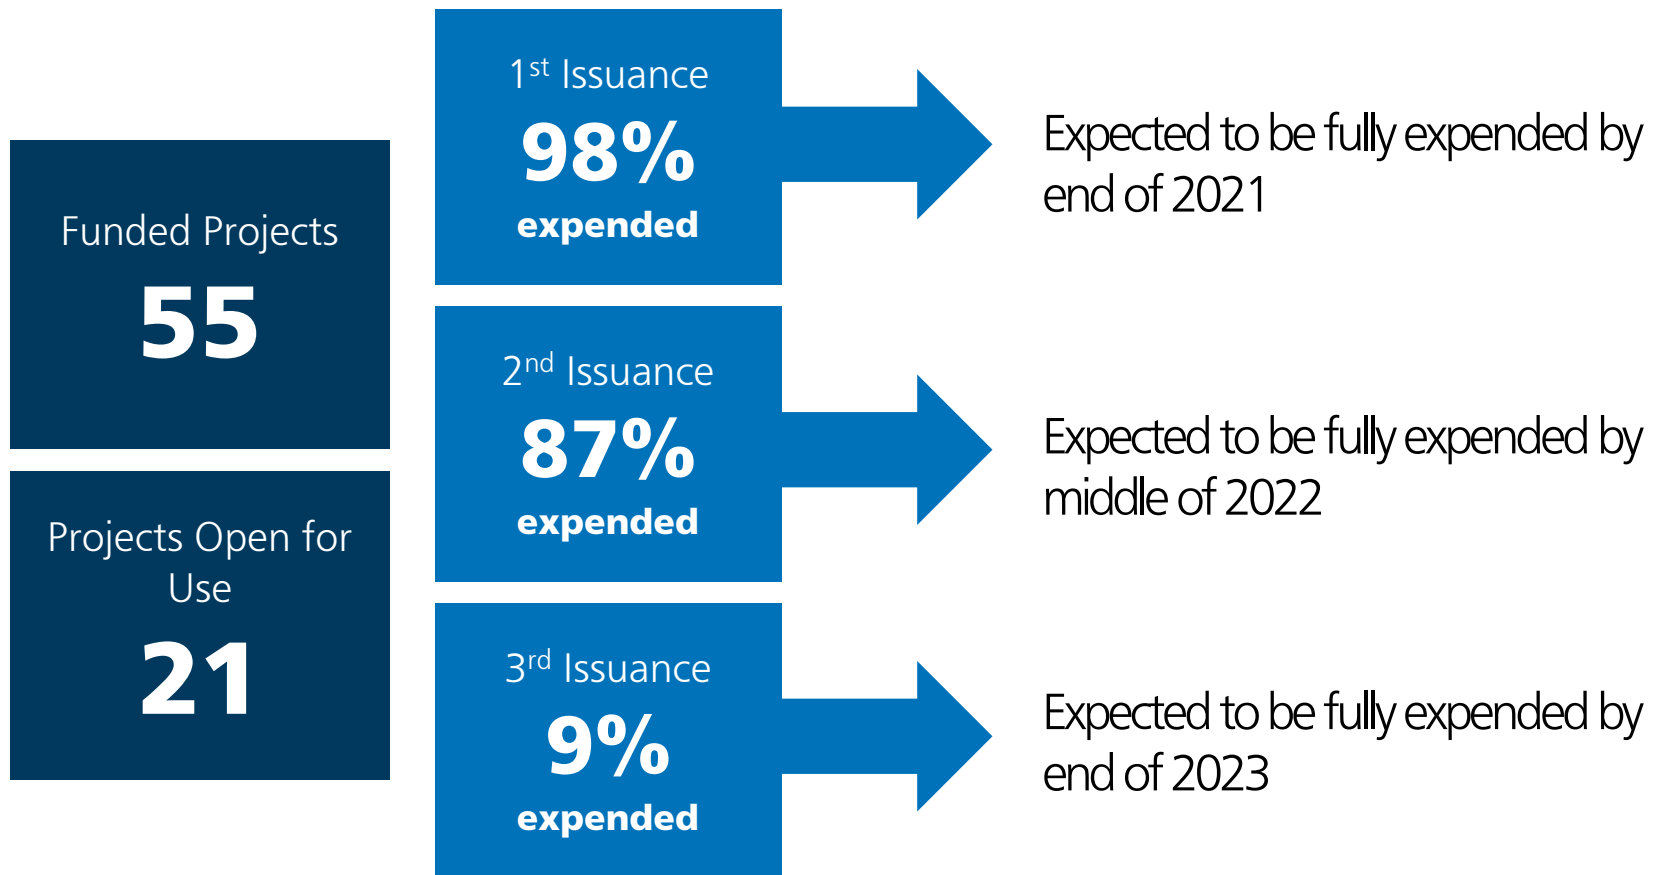 Funded Projects
55
Projects Open for
Use
21
1st Issuance
98%
expended
Expected to be fully expended by
end of 2021
2nd Issuance
87%
expended
Expected to be fully expended by
middle of 2022
3rd Issuance
9%
expended
Expected to be fully expended by
end of 2023